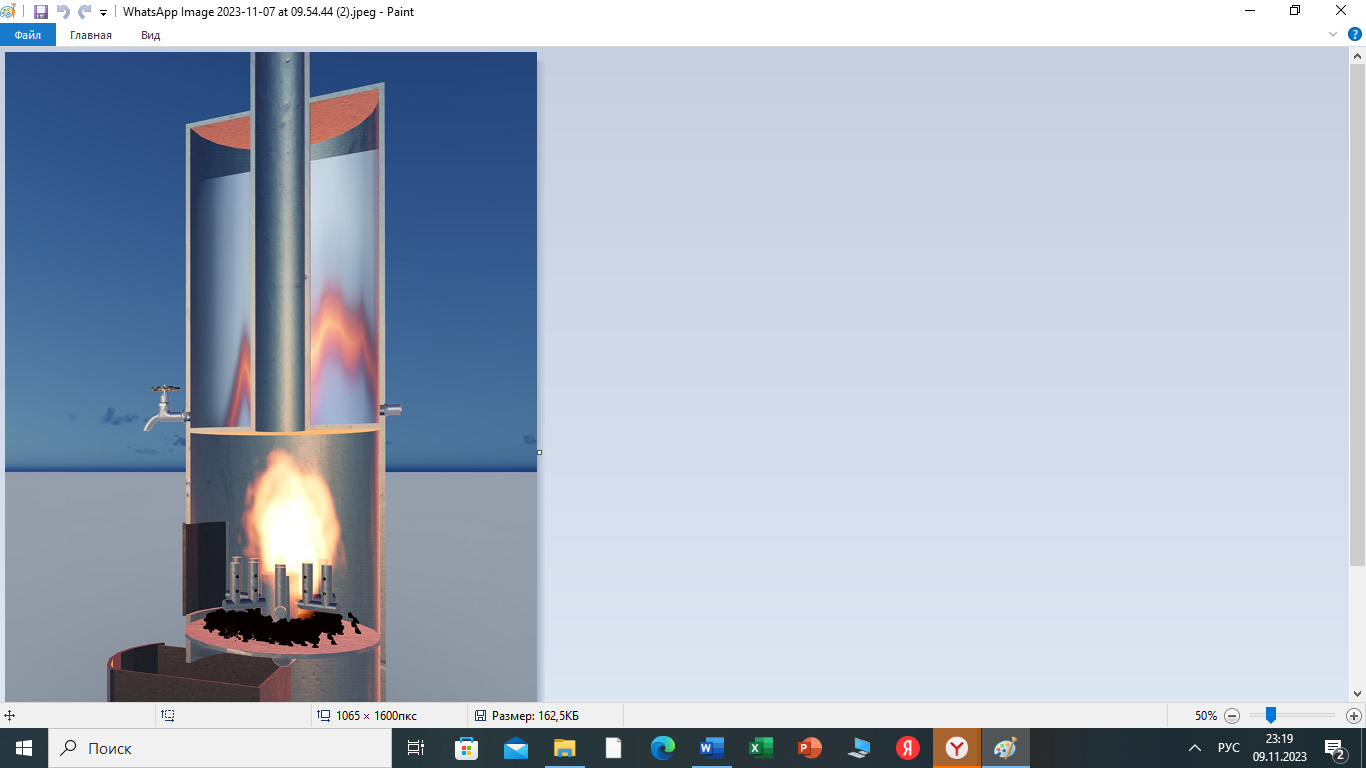 WhatsApp Image 2023-11-07 at 09.54.44 (2).jpeg - Paint
Файл Главная Вид
1065 × 1600пкс
Размер: 162,5КБ
50%
Поиск
РУС
23:19
09.11.2023
2